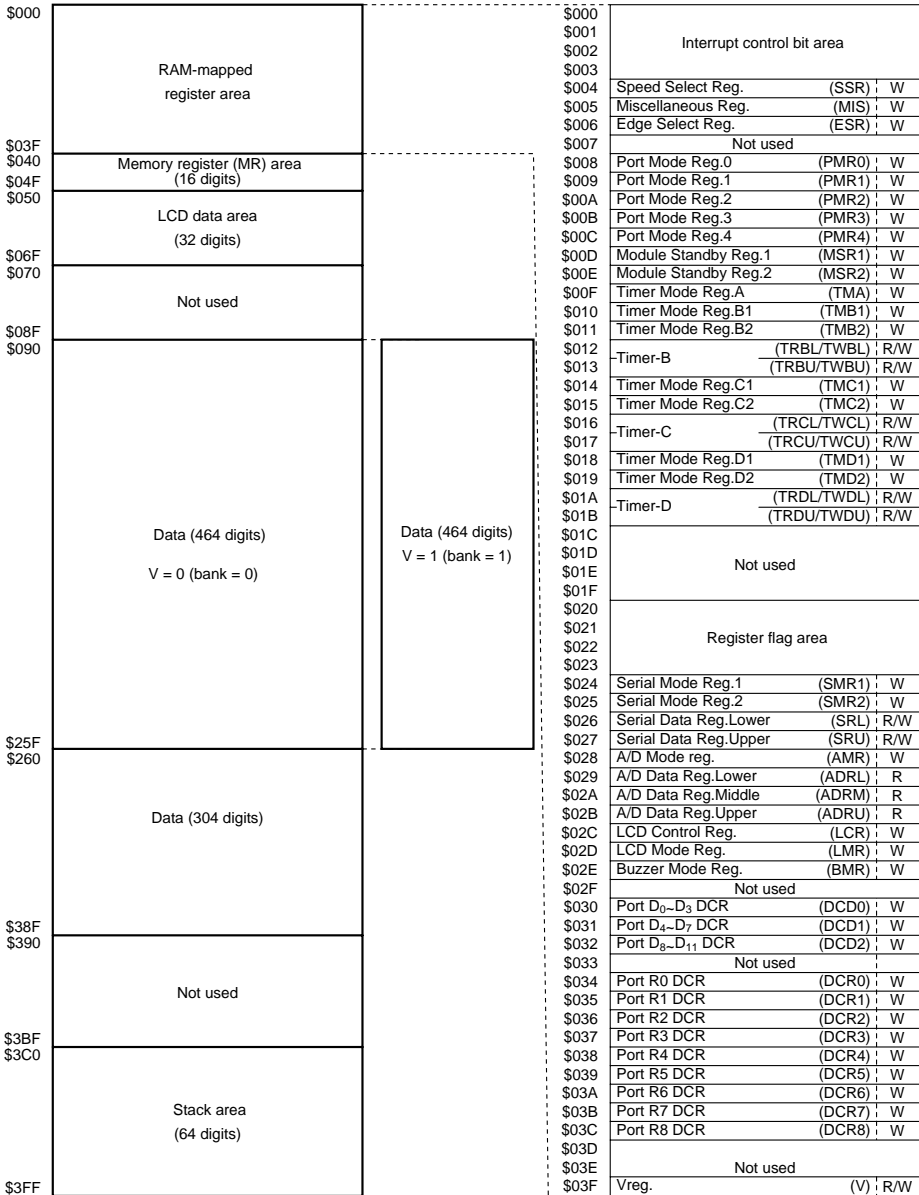 $000
RAM-mapped
register area
$03F
$040
Memory register (MR) area
(16 digits)
$04F
$050
LCD data area
(32 digits)
$06F
$070
Not used
$08F
$090
Data (464 digits)
V = 0 (bank = 0)
Data (464 digits)
V = 1 (bank = 1)
$25F
$260
Data (304 digits)
$38F
$390
Not used
$3BF
$3C0
Stack area
(64 digits)
$3FF
$000
$001
Interrupt control bit area
$002
$003
$004 Speed Select Reg. (SSR) W
$005 Miscellaneous Reg. (MIS) W
$006 Edge Select Reg. (ESR) W
$007 Not used
$008 Port Mode Reg.0 (PMR0) W
$009 Port Mode Reg.1 (PMR1) W
$00A Port Mode Reg.2 (PMR2) W
$00B Port Mode Reg.3 (PMR3) W
$00C Port Mode Reg.4 (PMR4) W
$00D Module Standby Reg.1 (MSR1) W
$00E Module Standby Reg.2 (MSR2) W
$00F Timer Mode Reg.A (TMA) W
$010 Timer Mode Reg.B1 (TMB1) W
$011 Timer Mode Reg.B2 (TMB2) W
$012 (TRBL/TWBL) R/W
Timer-B
$013 (TRBU/TWBU) R/W
$014 Timer Mode Reg.C1 (TMC1) W
$015 Timer Mode Reg.C2 (TMC2) W
$016 (TRCL/TWCL) R/W
Timer-C
$017 (TRCU/TWCU) R/W
$018 Timer Mode Reg.D1 (TMD1) W
$019 Timer Mode Reg.D2 (TMD2) W
$01A (TRDL/TWDL) R/W
Timer-D
$01B (TRDU/TWDU) R/W
$01C
$01D
Not used
$01E
$01F
$020
$021
Register flag area
$022
$023
$024 Serial Mode Reg.1 (SMR1) W
$025 Serial Mode Reg.2 (SMR2) W
$026 Serial Data Reg.Lower (SRL) R/W
$027 Serial Data Reg.Upper (SRU) R/W
$028 A/D Mode reg. (AMR) W
$029 A/D Data Reg.Lower (ADRL) R
$02A A/D Data Reg.Middle (ADRM) R
$02B A/D Data Reg.Upper (ADRU) R
$02C LCD Control Reg. (LCR) W
$02D LCD Mode Reg. (LMR) W
$02E Buzzer Mode Reg. (BMR) W
$02F Not used
$030 Port D0~D3 DCR (DCD0) W
$031 Port D4~D7 DCR (DCD1) W
$032 Port D8~D11 DCR (DCD2) W
$033 Not used
$034 Port R0 DCR (DCR0) W
$035 Port R1 DCR (DCR1) W
$036 Port R2 DCR (DCR2) W
$037 Port R3 DCR (DCR3) W
$038 Port R4 DCR (DCR4) W
$039 Port R5 DCR (DCR5) W
$03A Port R6 DCR (DCR6) W
$03B Port R7 DCR (DCR7) W
$03C Port R8 DCR (DCR8) W
$03D
$03E Not used
$03F Vreg. (V) R/W